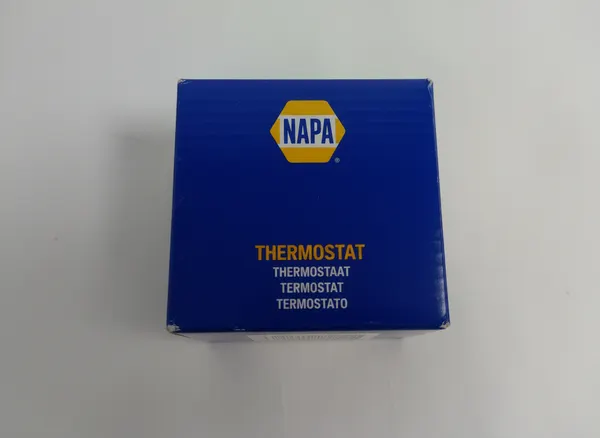 NAPA
®
THERMOSTAT
THERMOSTAAT
TERMOSTAT
TERMOSTATO